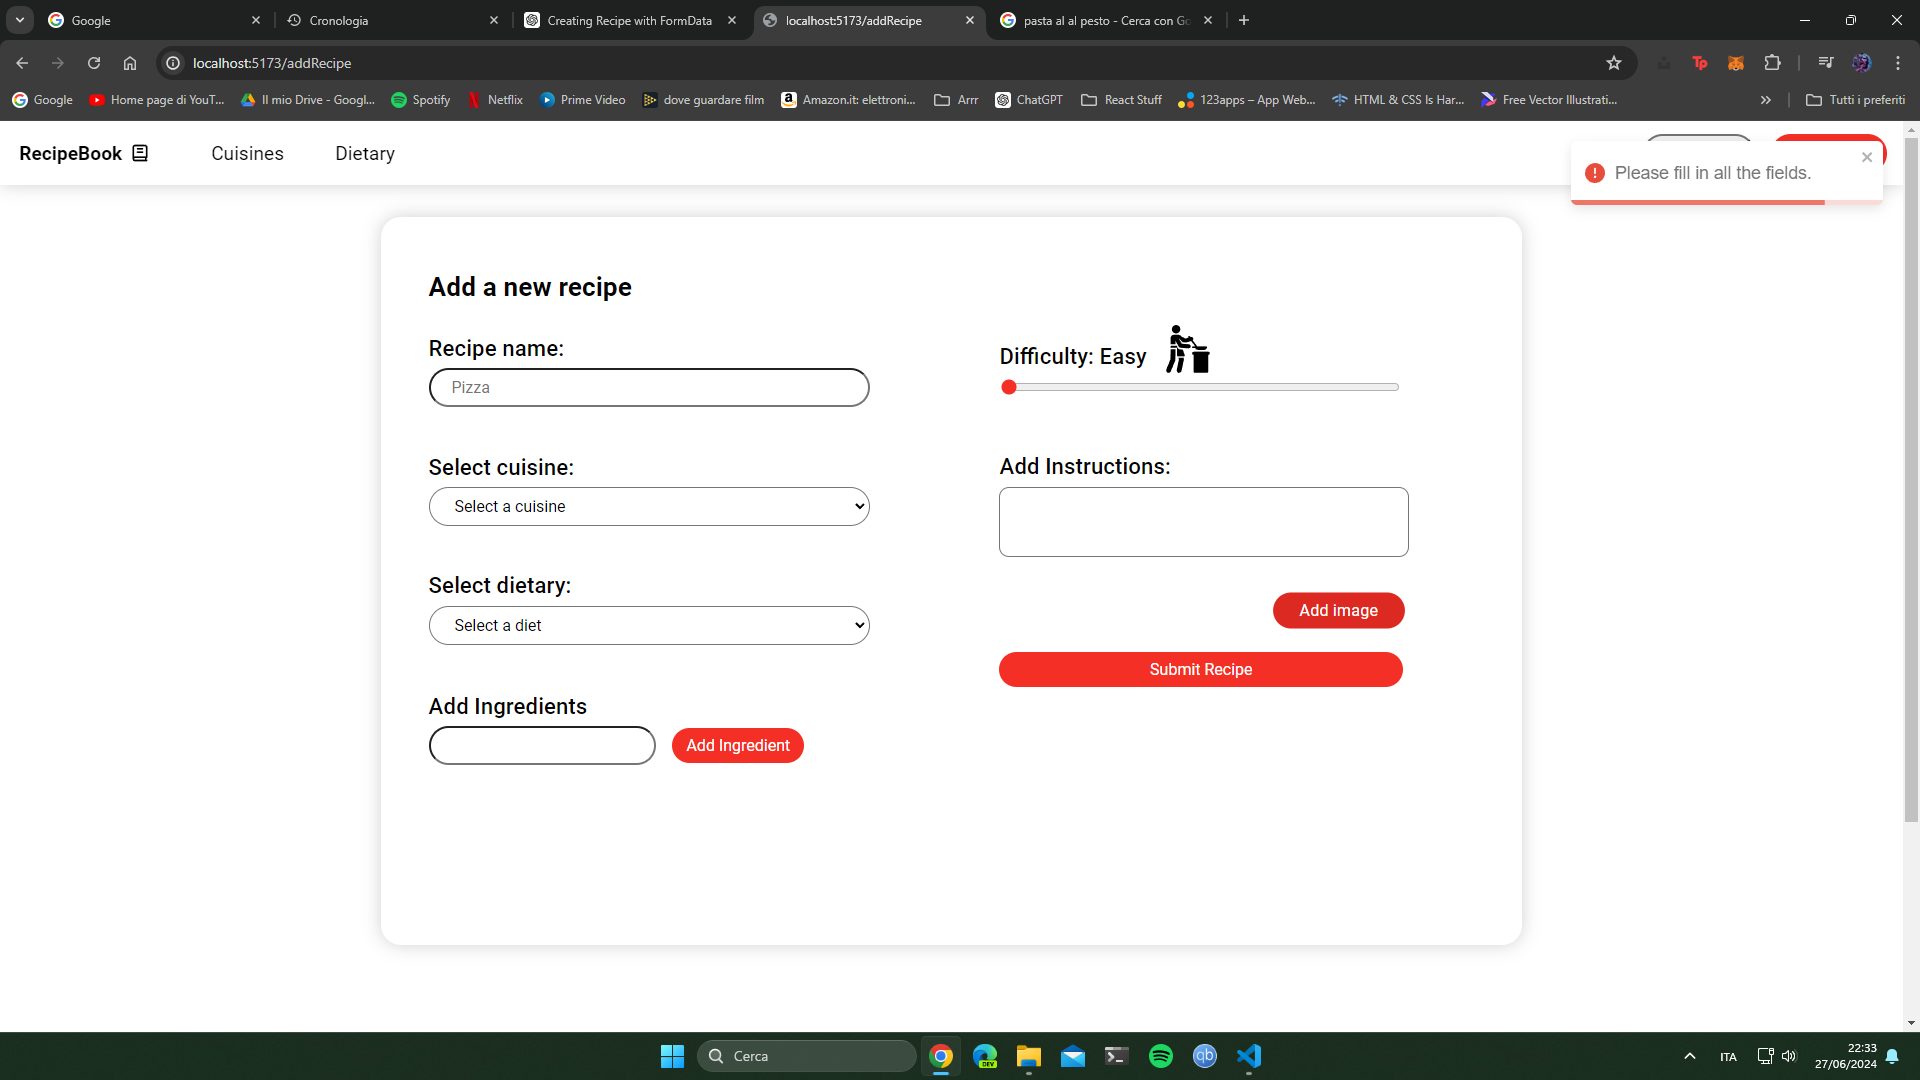 Google
Cronologia
Creating Recipe with FormData
localhost:5173/addRecipe
pasta al al pesto - Cerca con Go
localhost:5173/addRecipe
Tp
Google
Home page di YouT...
Il mio Drive - Googl...
Spotify
Netflix
Prime Video
dove guardare film
Amazon.it: elettroni...
Arrr
ChatGPT
React Stuff
123apps – App Web...
HTML & CSS Is Har...
Free Vector Illustrati...
Tutti i preferiti
RecipeBook
Cuisines
Dietary
Please fill in all the fields.
Add a new recipe
Recipe name:
Pizza
Select cuisine:
Select a cuisine
Select dietary:
Select a diet
Add Ingredients
Add Ingredient
Difficulty: Easy
Add Instructions:
Add image
Submit Recipe
Cerca
DEV
qb
ITA
22:33
27/06/2024